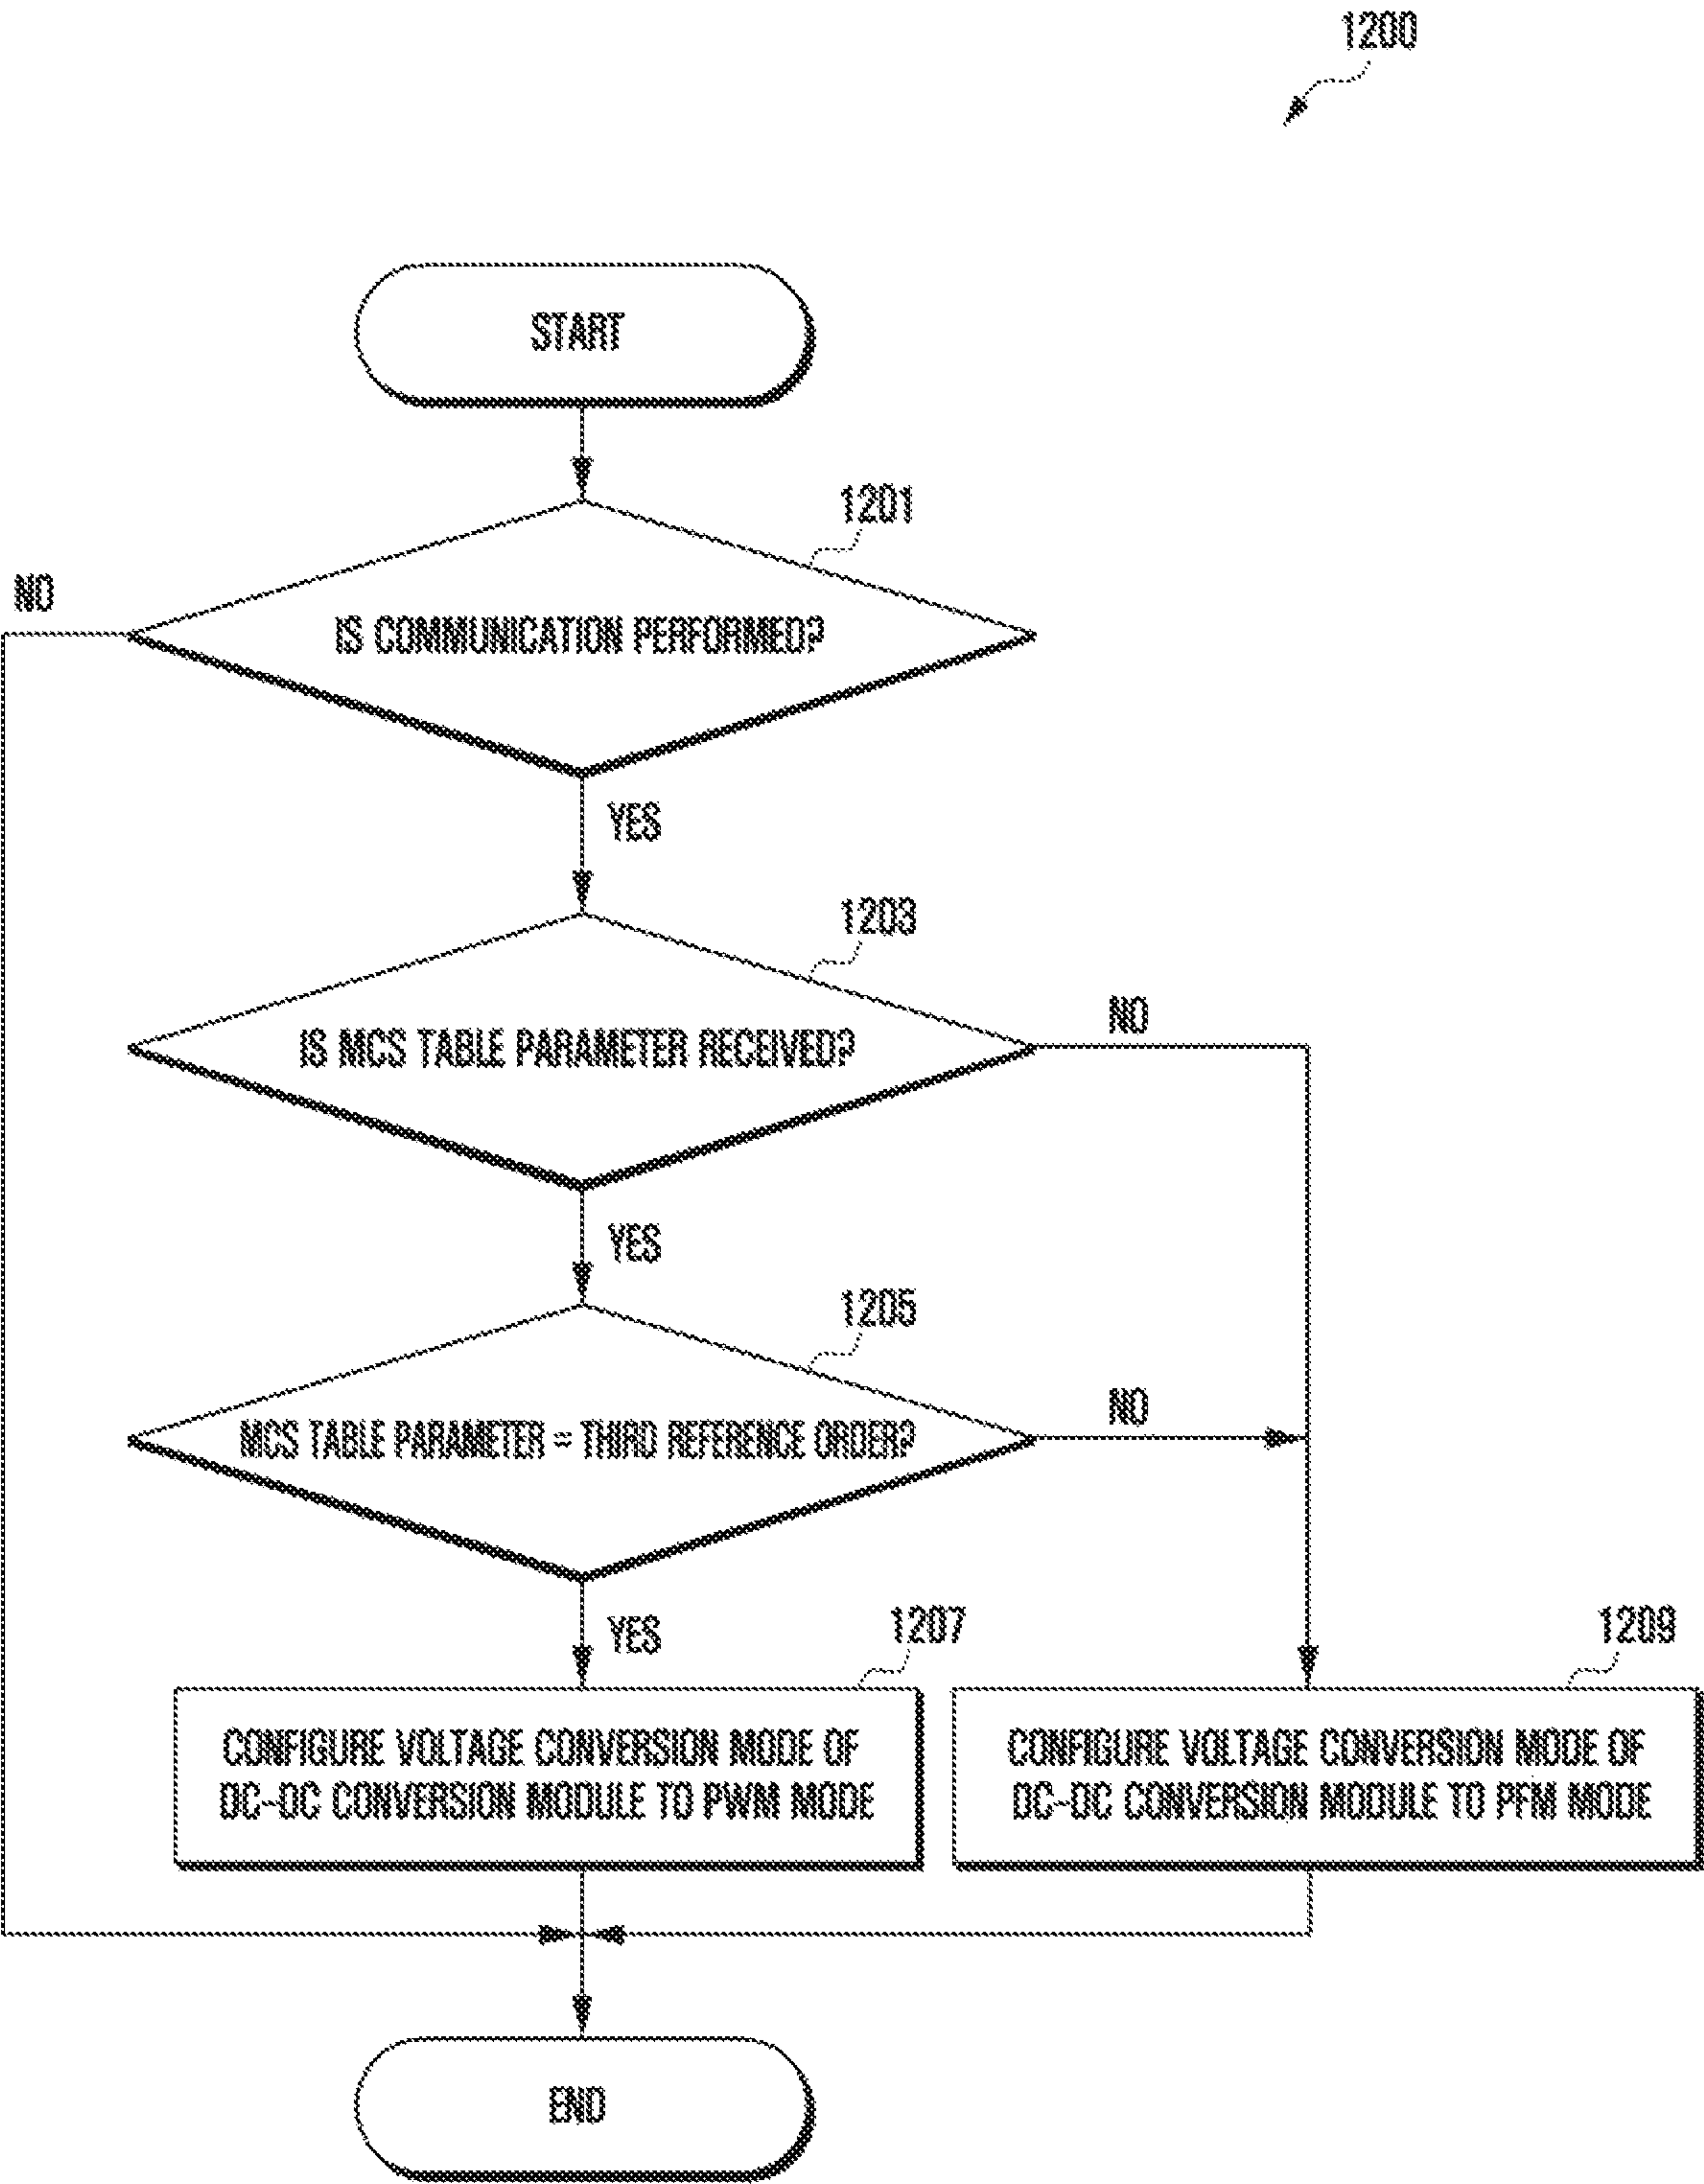 1200
START
1201
NO
IS COMMUNICATION PERFORMED?
YES
1203
NO
IS MCS TABLE PARAMETER RECEIVED?
YES
1205
NO
MCS TABLE PARAMETER = THIRD REFERENCE ORDER?
YES
1207
1209
CONFIGURE VOLTAGE CONVERSION MODE OF
DC-DC CONVERSION MODULE TO PWM MODE
CONFIGURE VOLTAGE CONVERSION MODE OF
DC-DC CONVERSION MODULE TO PFM MODE
END